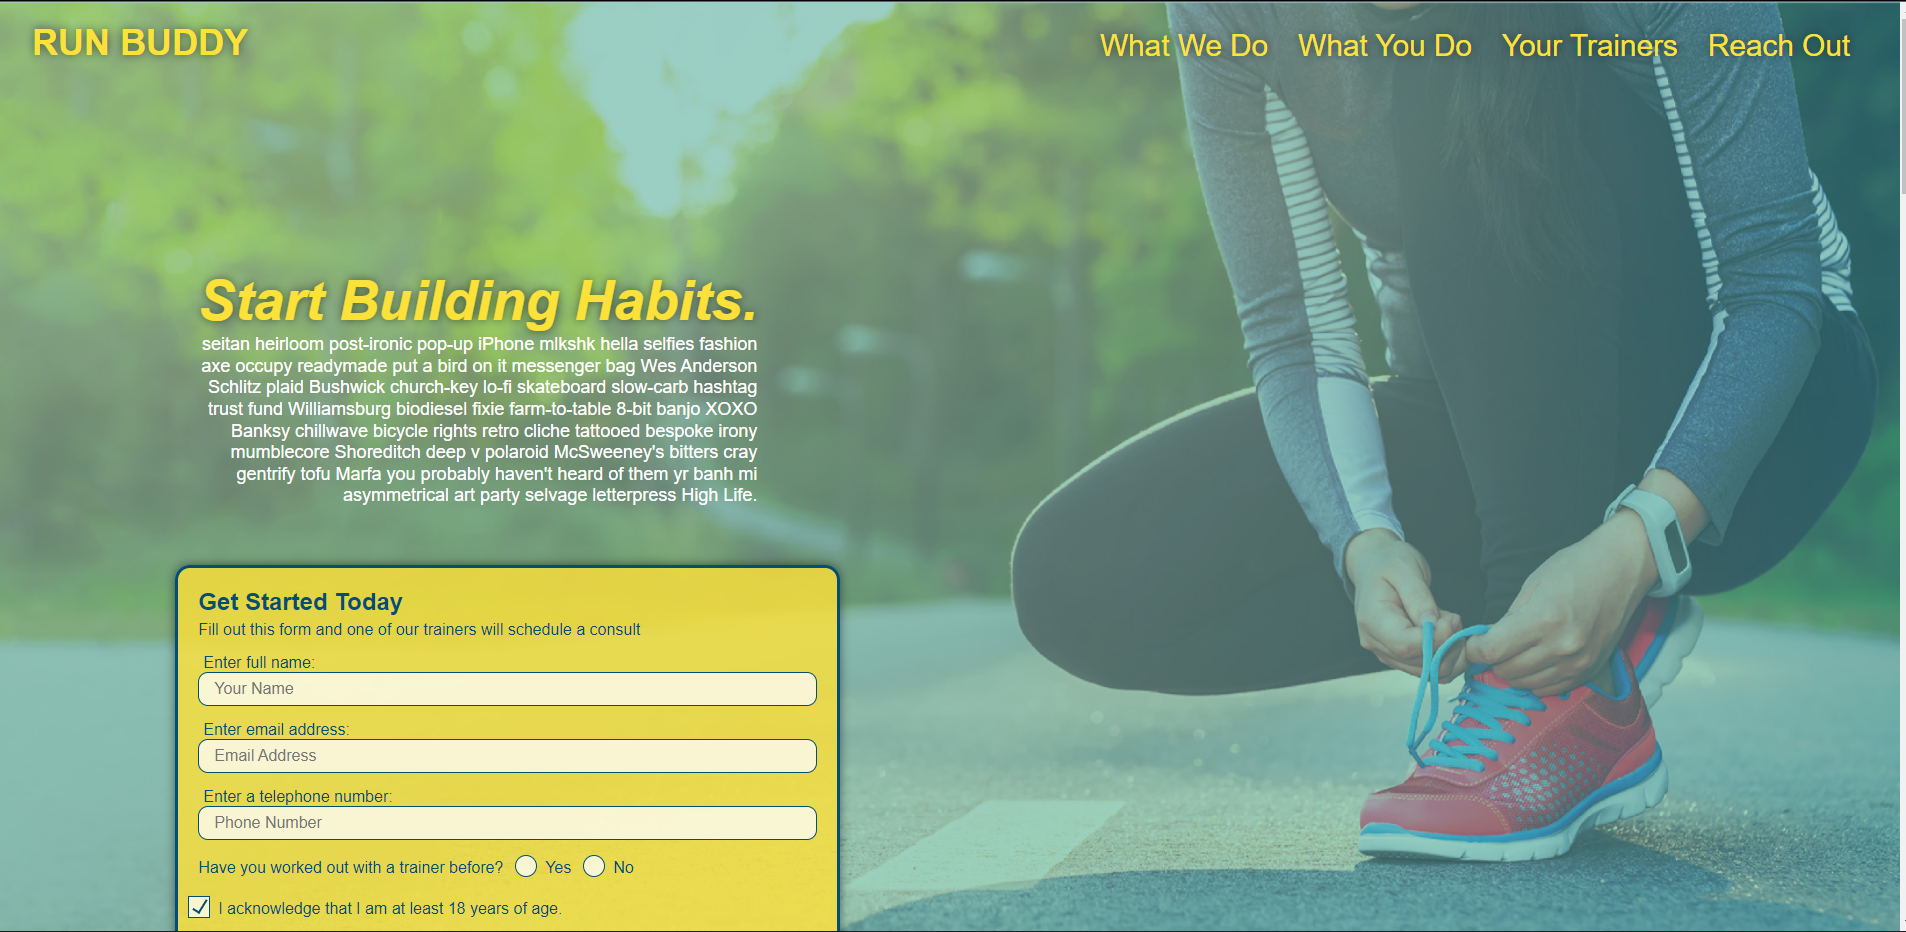 RUN BUDDY
What We Do What You Do Your Trainers Reach Out
Start Building Habits.
seitan heirloom post-ironic pop-up iPhone mlkshk hella selfies fashion
axe occupy readymade put a bird on it messenger bag Wes Anderson
Schlitz plaid Bushwick church-key lo-fi skateboard slow-carb hashtag
trust fund Williamsburg biodiesel fixie farm-to-table 8-bit banjo XOXO
Banksy chillwave bicycle rights retro cliche tattooed bespoke irony
mumblecore Shoreditch deep v polaroid McSweeney's bitters cray
gentrify tofu Marfa you probably haven't heard of them yr banh mi
asymmetrical art party selvage letterpress High Life.
Get Started Today
Fill out this form and one of our trainers will schedule a consult
Enter full name:
Your Name
Enter email address:
Email Address
Enter a telephone number:
Phone Number
Have you worked out with a trainer before? Yes No
I acknowledge that I am at least 18 years of age.